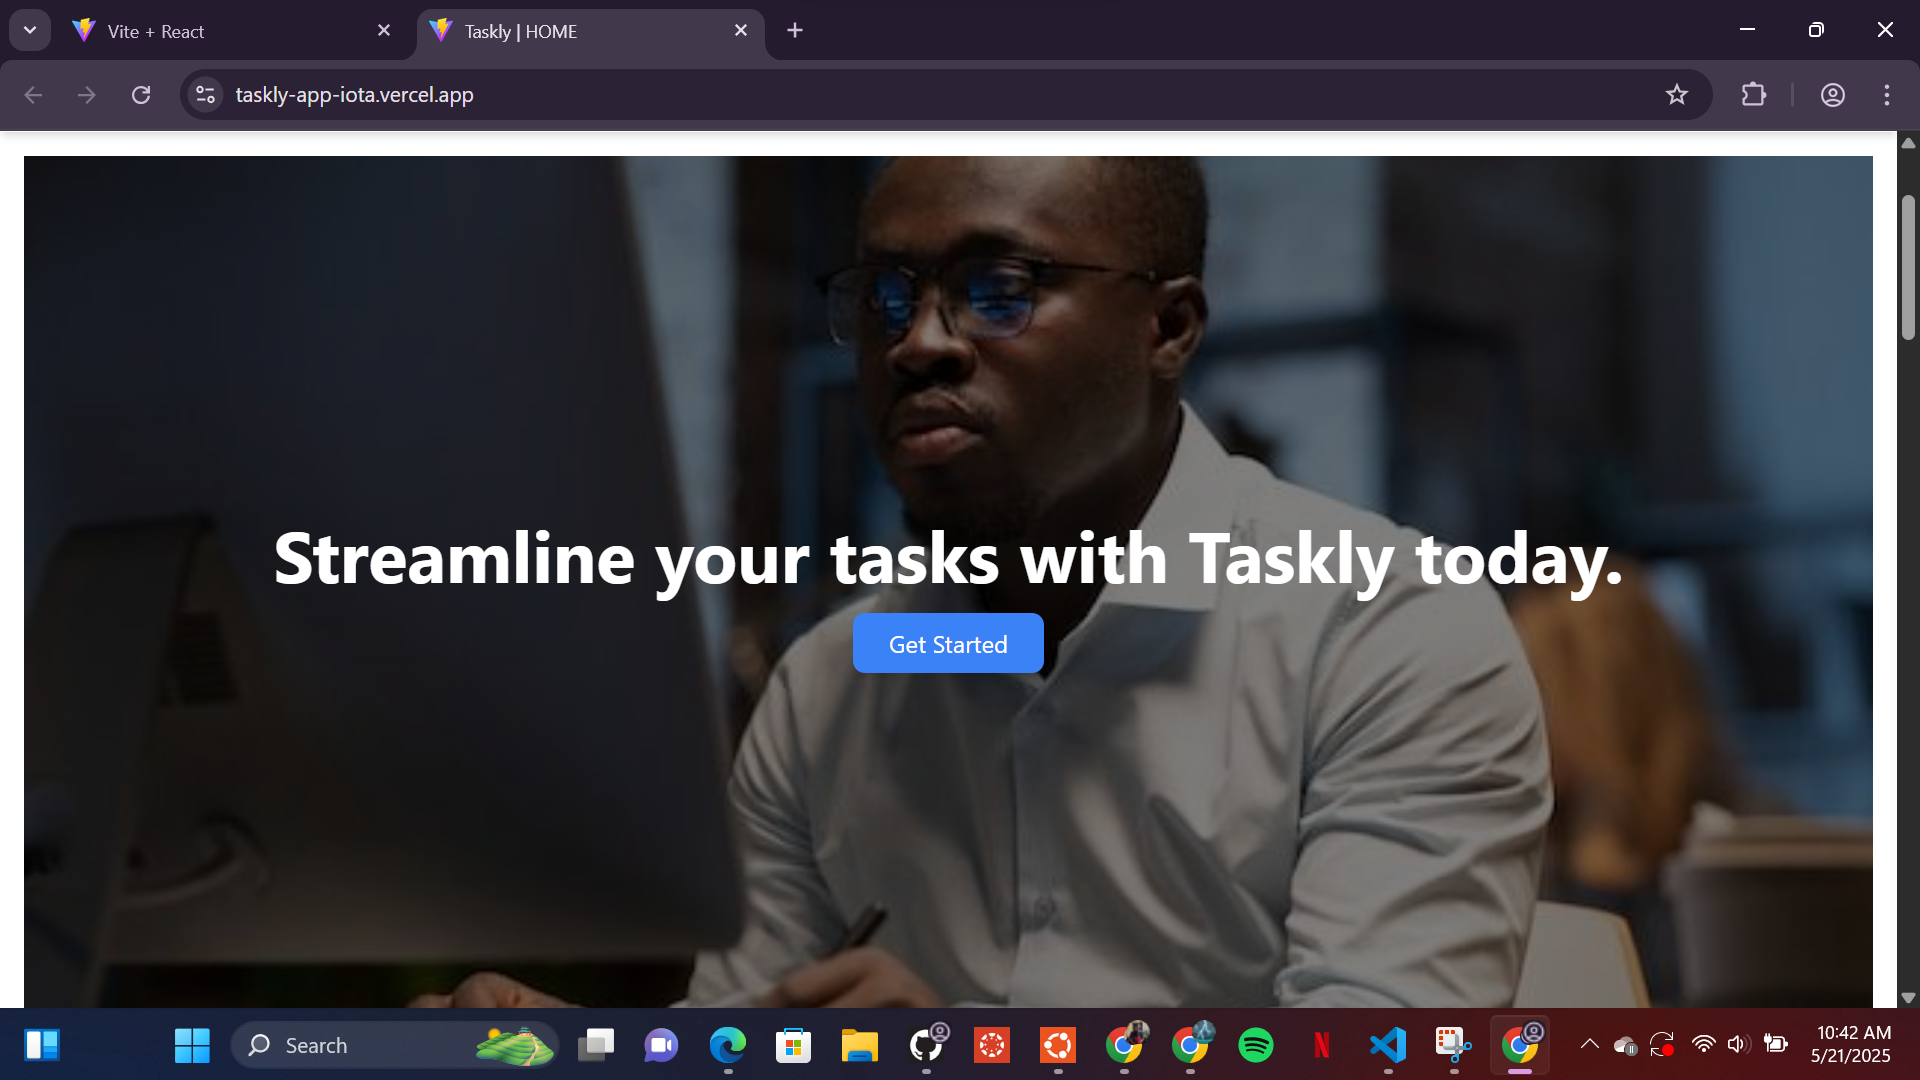 Vite + React
Taskly | HOME
taskly-app-iota.vercel.app
Streamline your tasks with Taskly today.
Get Started
Search
N
10:42 AM
5/21/2025